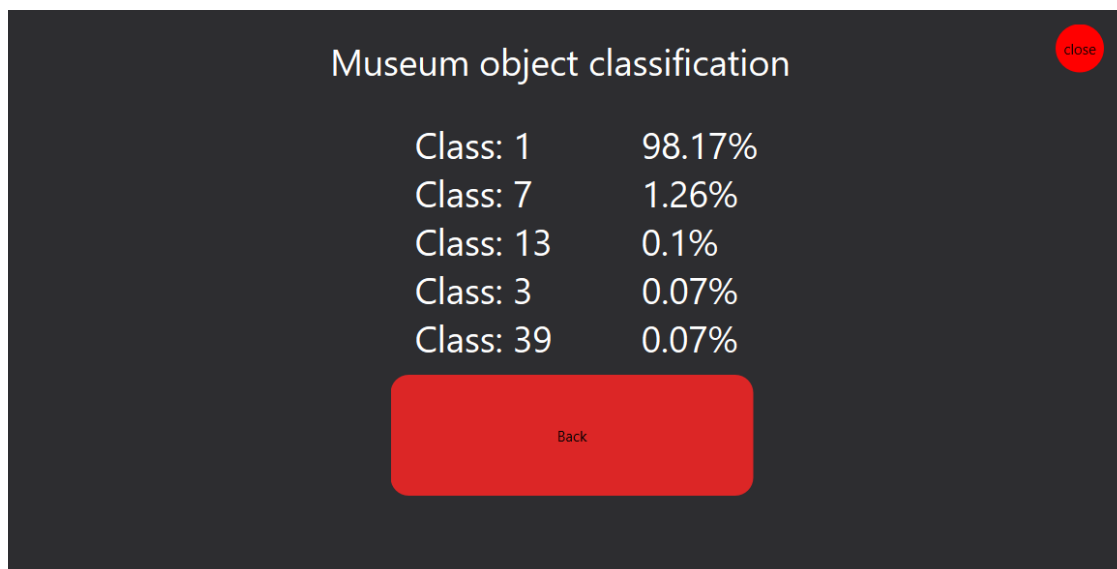 close
Museum object classification
Class: 1 98.17%
Class: 7 1.26%
Class: 13 0.1%
Class: 3 0.07%
Class: 39 0.07%
Back